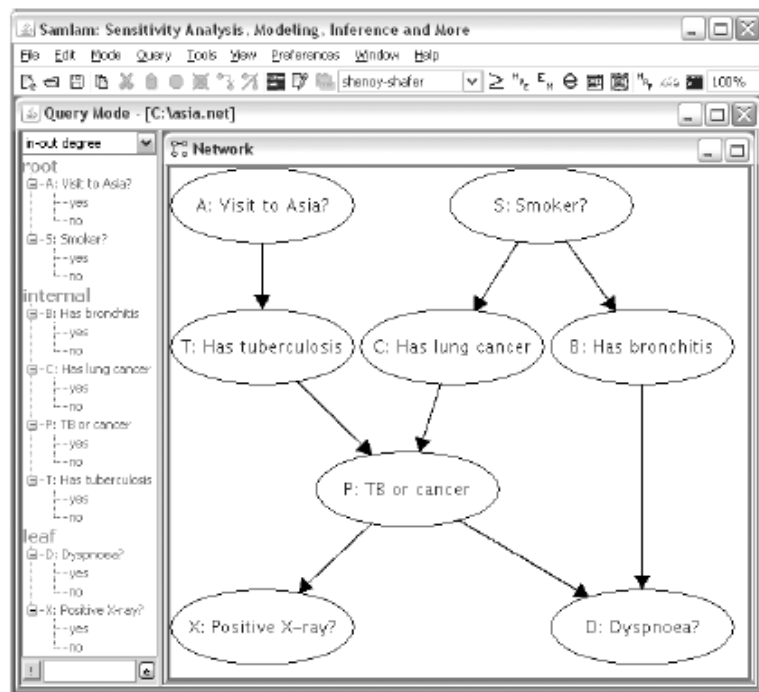 SamIam: Sensitivity Analysis, Modeling, Inference and More
File Edit Mode Query Tools View Preferences Window Help
shenoy-shafer
100%
Query Mode - [C:\asia.net]
in-out degree
root
A: Visit to Asia?
yes
no
S: Smoker?
yes
no
internal
B: Has bronchitis
yes
no
C: Has lung cancer
yes
no
P: TB or cancer
yes
no
T: Has tuberculosis
yes
no
leaf
D: Dyspnoea?
yes
no
X: Positive X-ray?
yes
no
!
Network
A: Visit to Asia?
S: Smoker?
T: Has tuberculosis
C: Has lung cancer
B: Has bronchitis
P: TB or cancer
X: Positive X-ray?
D: Dyspnoea?